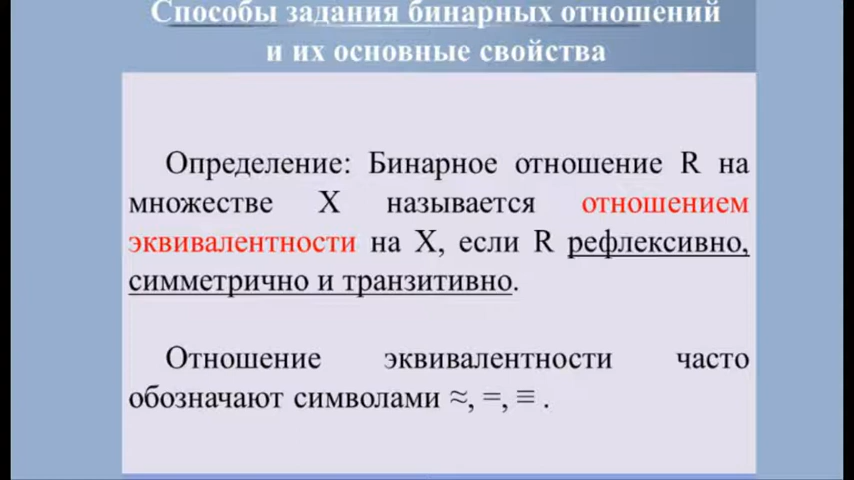 Способы задания бинарных отношений
и их основные свойства
Определение: Бинарное отношение R на
множестве X называется отношением
эквивалентности на X, если R рефлексивно,
симметрично и транзитивно.
Отношение эквивалентности часто
обозначают символами ≈, =, ≡ .